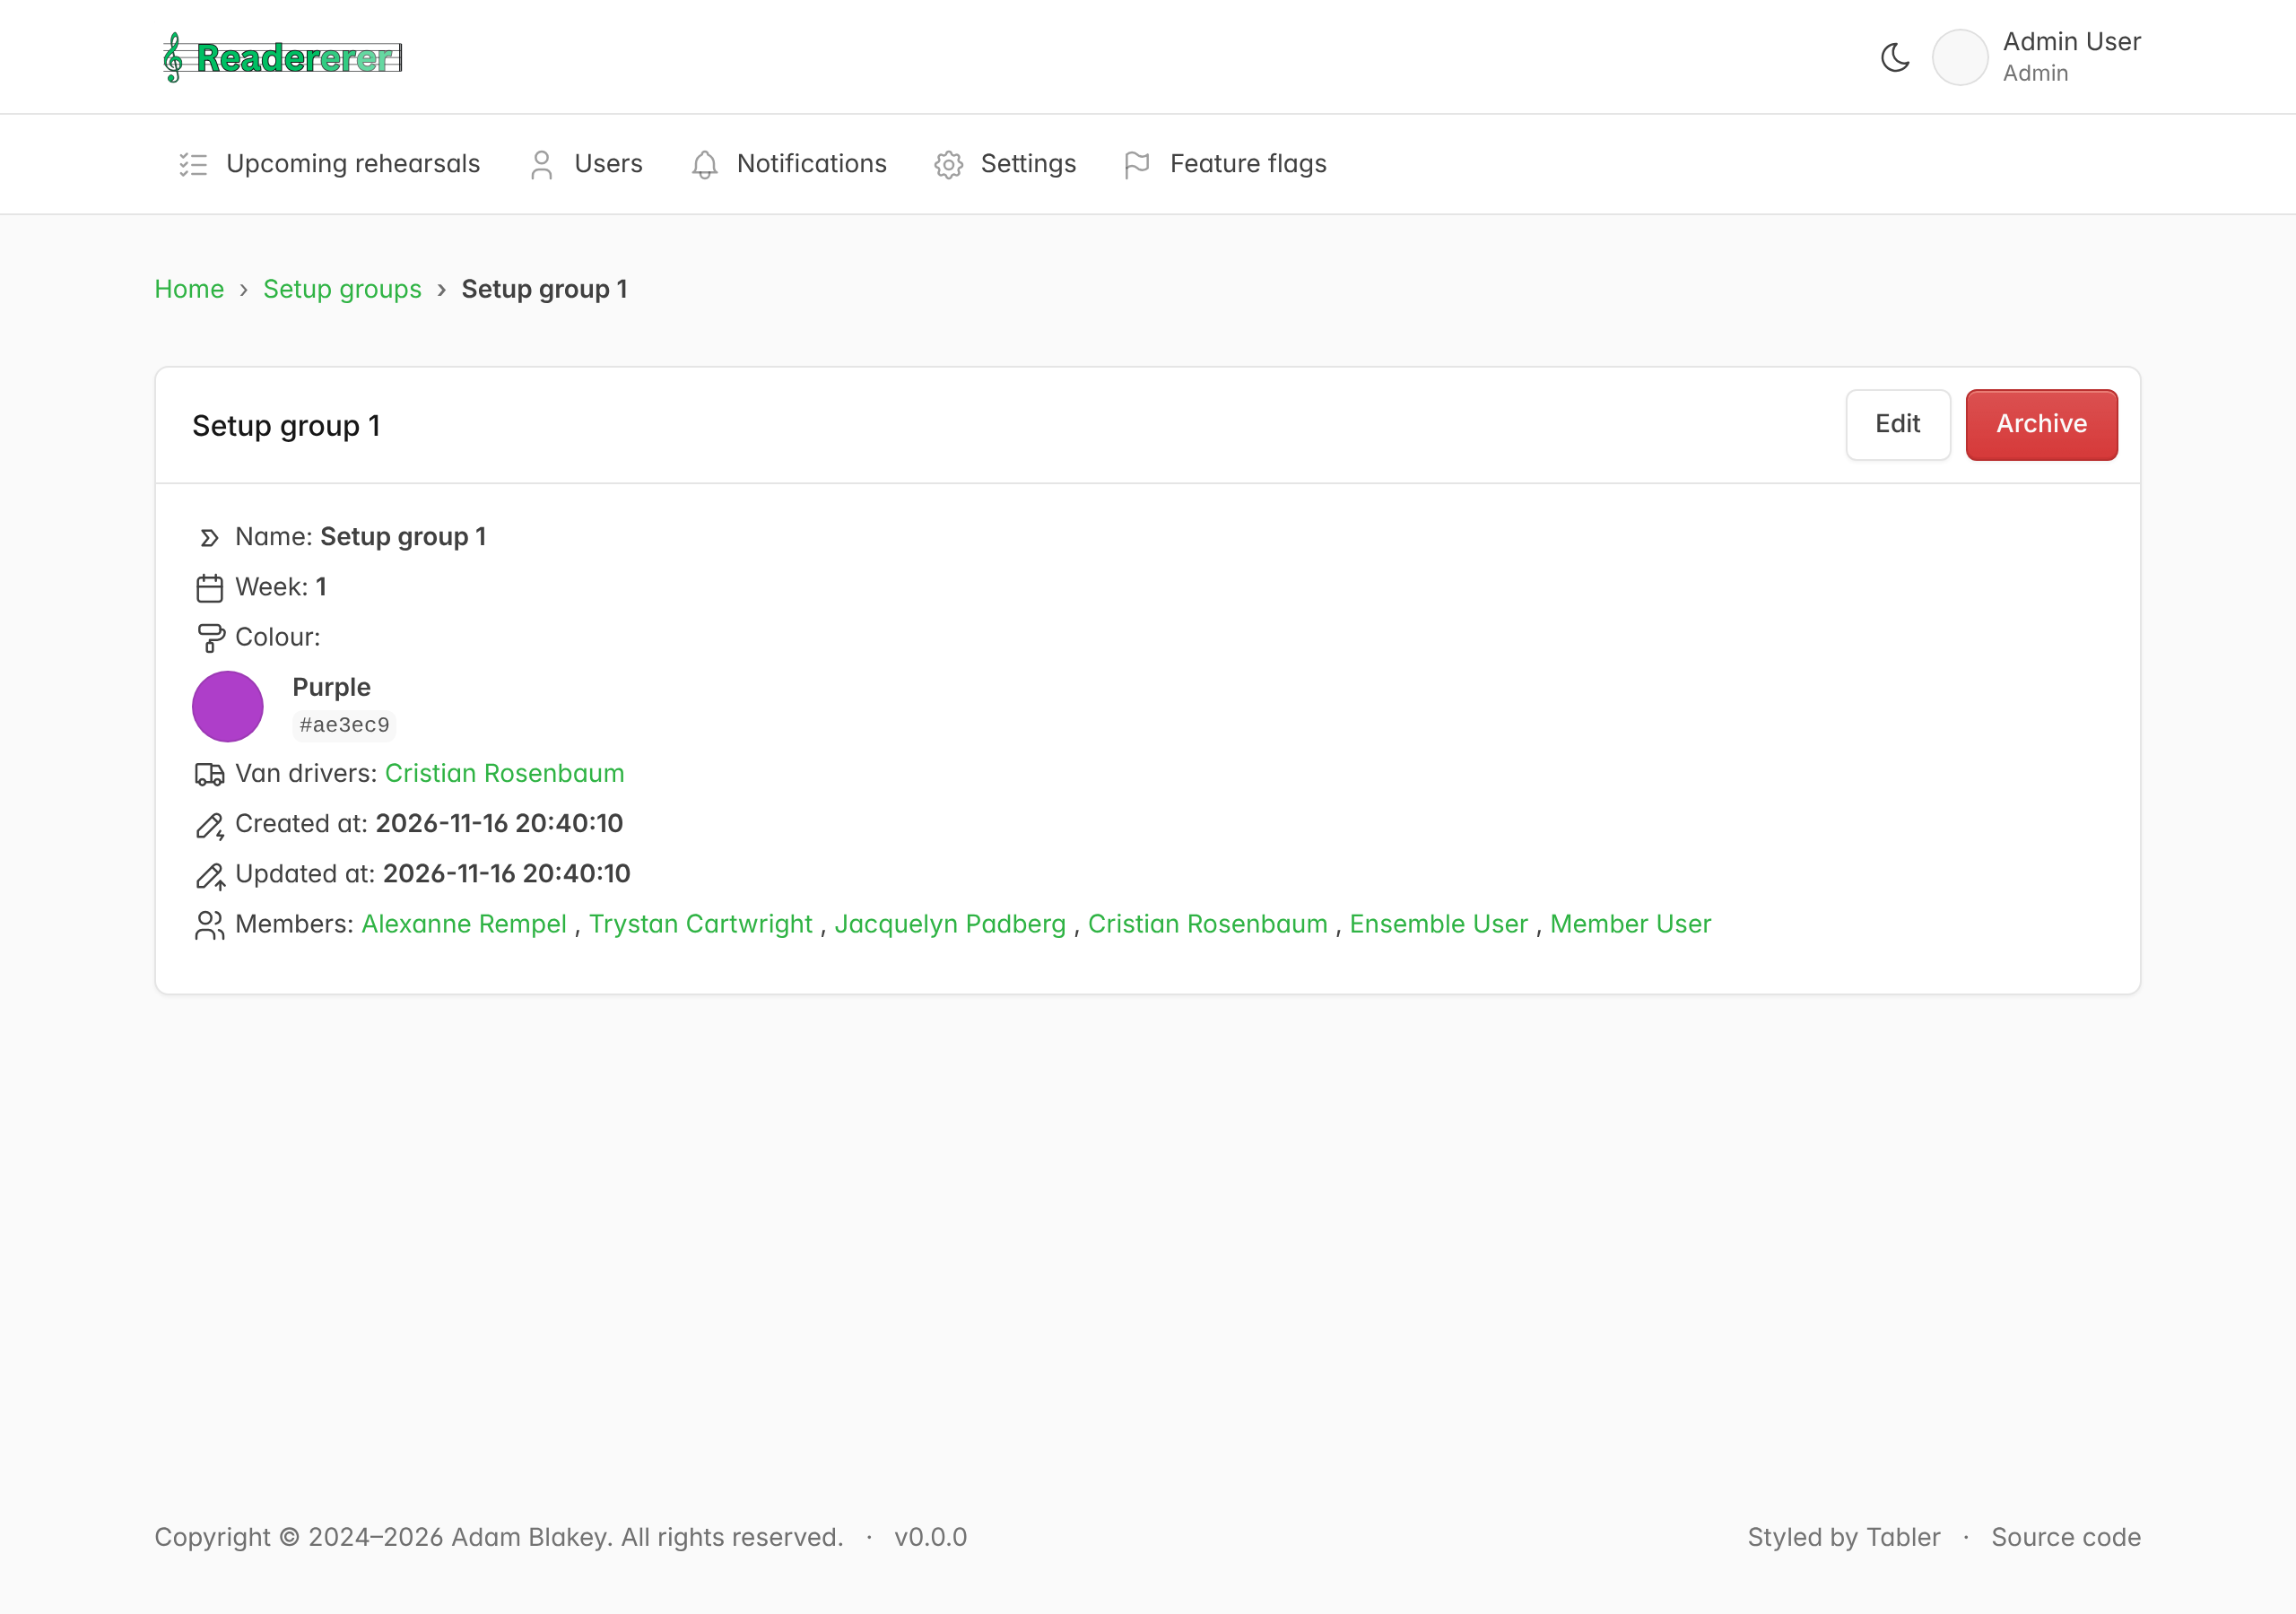 Readererer
Admin User
Admin
Upcoming rehearsals Users Notifications Settings Feature flags
Home › Setup groups › Setup group 1
Setup group 1 Edit Archive
Name: Setup group 1
Week: 1
Colour:
Purple
#ae3ec9
Van drivers: Cristian Rosenbaum
Created at: 2026-11-16 20:40:10
Updated at: 2026-11-16 20:40:10
Members: Alexanne Rempel , Trystan Cartwright , Jacquelyn Padberg , Cristian Rosenbaum , Ensemble User , Member User
Copyright © 2024–2026 Adam Blakey. All rights reserved. · v0.0.0 Styled by Tabler · Source code